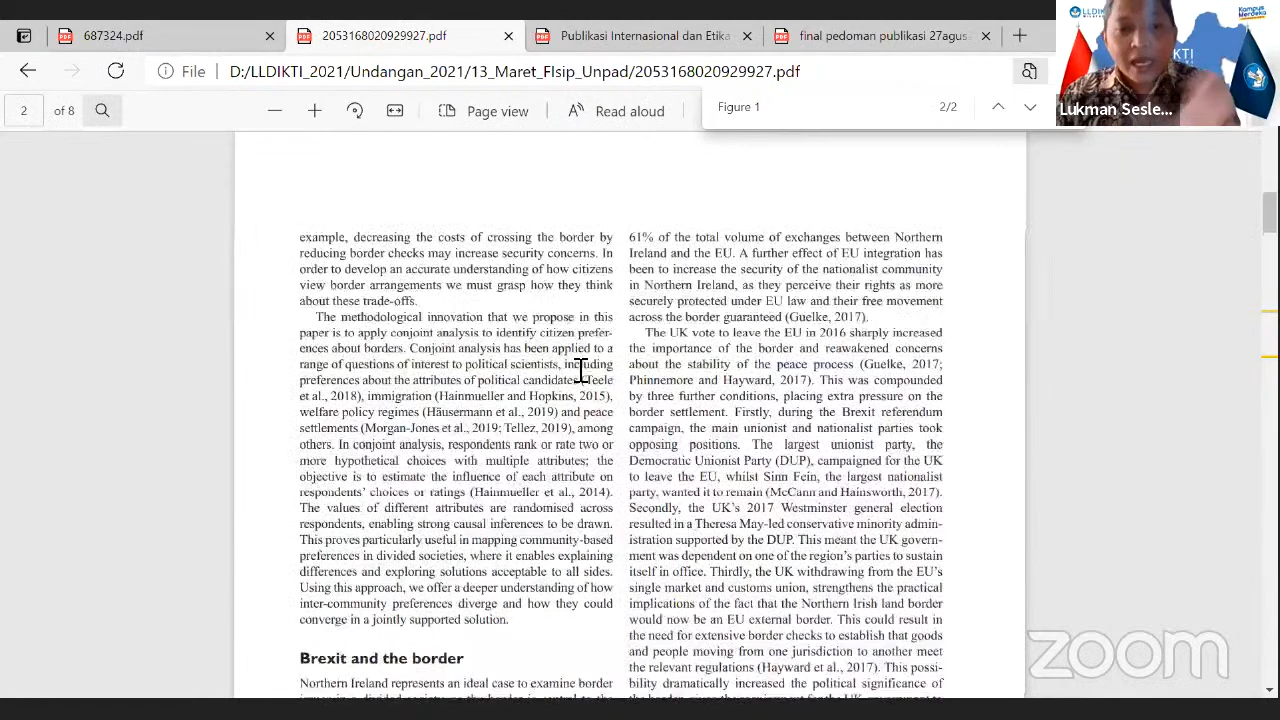 687324.pdf
2053168020929927.pdf
Publikasi Internasional dan Etika
final pedoman publikasi 27agus
File
D:/LLDIKTI_2021/Undangan_2021/13_Maret_FIsip_Unpad/2053168020929927.pdf
2 of 8
Page view
Read aloud
Figure 1
2/2
LLDIKTI
Kampus
Merdeka
KTI
Lukman Sesle...
example, decreasing the costs of crossing the border by
reducing border checks may increase security concerns. In
order to develop an accurate understanding of how citizens
view border arrangements we must grasp how they think
about these trade-offs.
The methodological innovation that we propose in this
paper is to apply conjoint analysis to identify citizen prefer-
ences about borders. Conjoint analysis has been applied to a
range of questions of interest to political scientists, including
preferences about the attributes of political candidates (Teele
et al., 2018), immigration (Hainmueller and Hopkins, 2015),
welfare policy regimes (Häusermann et al., 2019) and peace
settlements (Morgan-Jones et al., 2019; Tellez, 2019), among
others. In conjoint analysis, respondents rank or rate two or
more hypothetical choices with multiple attributes; the
objective is to estimate the influence of each attribute on
respondents' choices or ratings (Hainmueller et al., 2014).
The values of different attributes are randomised across
respondents, enabling strong causal inferences to be drawn.
This proves particularly useful in mapping community-based
preferences in divided societies, where it enables explaining
differences and exploring solutions acceptable to all sides.
Using this approach, we offer a deeper understanding of how
inter-community preferences diverge and how they could
converge in a jointly supported solution.
Brexit and the border
Northern Ireland represents an ideal case to examine border
61% of the total volume of exchanges between Northern
Ireland and the EU. A further effect of EU integration has
been to increase the security of the nationalist community
in Northern Ireland, as they perceive their rights as more
securely protected under EU law and their free movement
across the border guaranteed (Guelke, 2017).
The UK vote to leave the EU in 2016 sharply increased
the importance of the border and reawakened concerns
about the stability of the peace process (Guelke, 2017;
Phinnemore and Hayward, 2017). This was compounded
by three further conditions, placing extra pressure on the
border settlement. Firstly, during the Brexit referendum
campaign, the main unionist and nationalist parties took
opposing positions. The largest unionist party, the
Democratic Unionist Party (DUP), campaigned for the UK
to leave the EU, whilst Sinn Fein, the largest nationalist
party, wanted it to remain (McCann and Hainsworth, 2017).
Secondly, the UK's 2017 Westminster general election
resulted in a Theresa May-led conservative minority admin-
istration supported by the DUP. This meant the UK govern-
ment was dependent on one of the region's parties to sustain
itself in office. Thirdly, the UK withdrawing from the EU's
single market and customs union, strengthens the practical
implications of the fact that the Northern Irish land border
would now be an EU external border. This could result in
the need for extensive border checks to establish that goods
and people moving from one jurisdiction to another meet
the relevant regulations (Hayward et al., 2017). This possi-
bility dramatically increased the political significance of
zoom